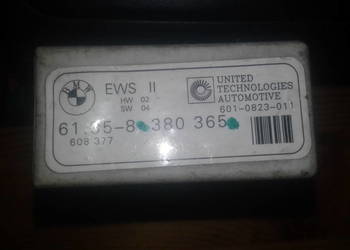 BMW
EWS II
HW 02
SW 04
UNITED
TECHNOLOGIES
AUTOMOTIVE
601-0823-011
61.35-8 380 365
608 377